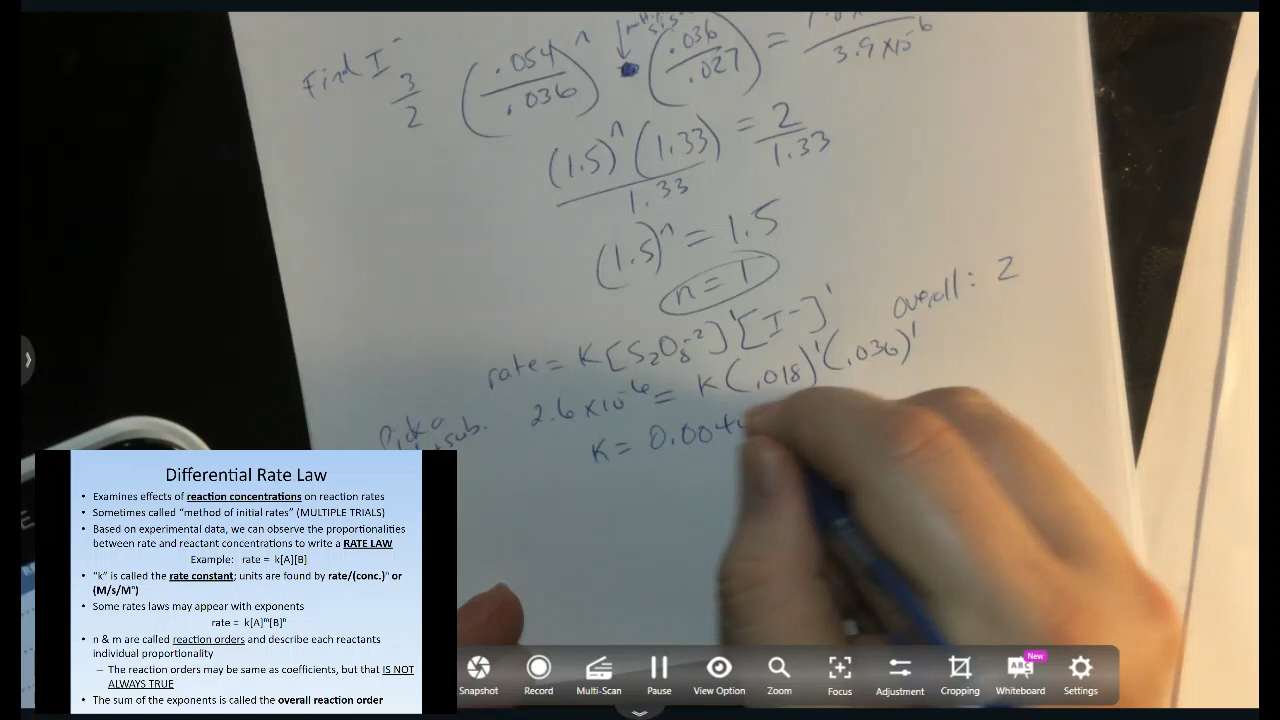 Find I⁻
3/2 (.054/.036)ⁿ • (.036/.027) = /3.9x10⁻⁶
(1.5)ⁿ(1.33)/1.33 = 2/1.33
(1.5)ⁿ = 1.5
n = 1
rate = K[S₂O₈⁻²]¹[I⁻]¹ overall: 2
Pick a 2.6x10⁻⁶ = K(.018)¹(.036)¹
sub.
K = 0.004
Differential Rate Law
• Examines effects of reaction concentrations on reaction rates
• Sometimes called “method of initial rates” (MULTIPLE TRIALS)
• Based on experimental data, we can observe the proportionalities
between rate and reactant concentrations to write a RATE LAW
Example: rate = k[A][B]
• “k” is called the rate constant; units are found by rate/(conc.)ⁿ or
(M/s/Mⁿ)
• Some rates laws may appear with exponents
rate = k[A]ᵐ[B]ⁿ
• n & m are called reaction orders and describe each reactants
individual proportionality
– The reaction orders may be same as coefficient, but that IS NOT
ALWAYS TRUE
• The sum of the exponents is called the overall reaction order
Snapshot Record Multi-Scan Pause View Option Zoom Focus Adjustment Cropping New ABC Whiteboard Settings